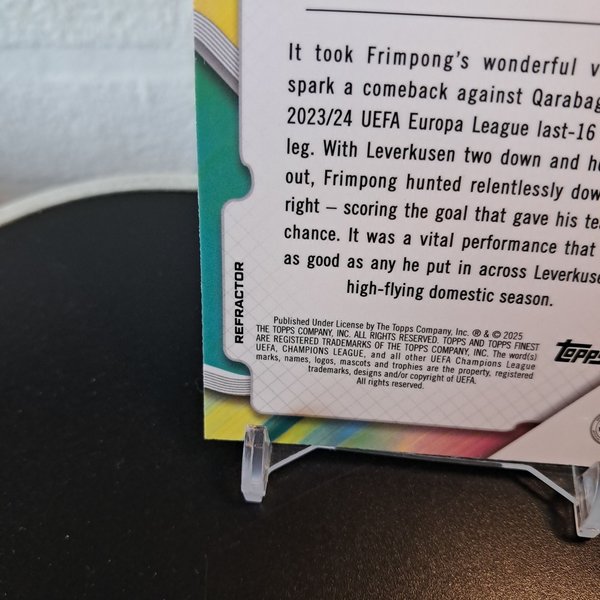 It took Frimpong's wonderful
spark a comeback against Qarabag
2023/24 UEFA Europa League last-16
leg. With Leverkusen two down and
out, Frimpong hunted relentlessly
right – scoring the goal that gave his
chance. It was a vital performance that
as good as any he put in across
high-flying domestic season.
REFRACTOR
Published Under License by The Topps Company, Inc. ® & © 2025
THE TOPPS COMPANY, INC. ALL RIGHTS RESERVED. TOPPS AND TOPPS FINEST
ARE REGISTERED TRADEMARKS OF THE TOPPS COMPANY, INC. The word(s)
UEFA, CHAMPIONS LEAGUE, and all other UEFA Champions League
marks, names, logos, mascots and trophies are the property, registered
trademarks, designs and/or copyright of UEFA.
All rights reserved.
topps